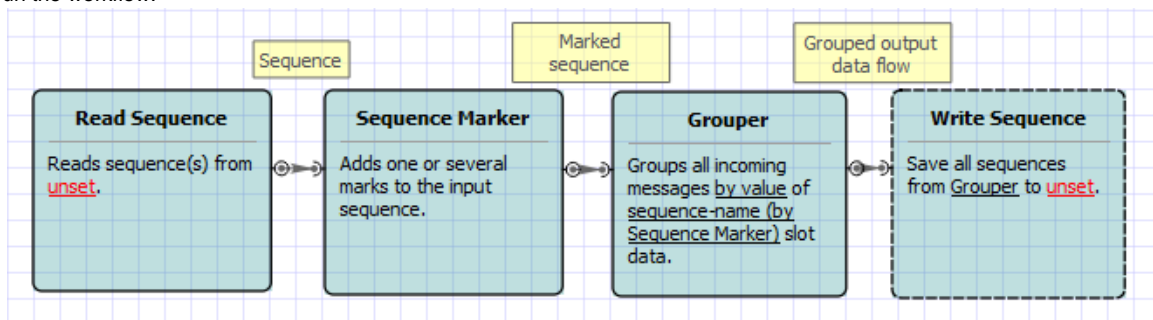 Sequence
Marked
sequence
Grouped output
data flow
Read Sequence
Reads sequence(s) from
unset.
Sequence Marker
Adds one or several
marks to the input
sequence.
Grouper
Groups all incoming
messages by value of
sequence-name (by
Sequence Marker) slot
data.
Write Sequence
Save all sequences
from Grouper to unset.